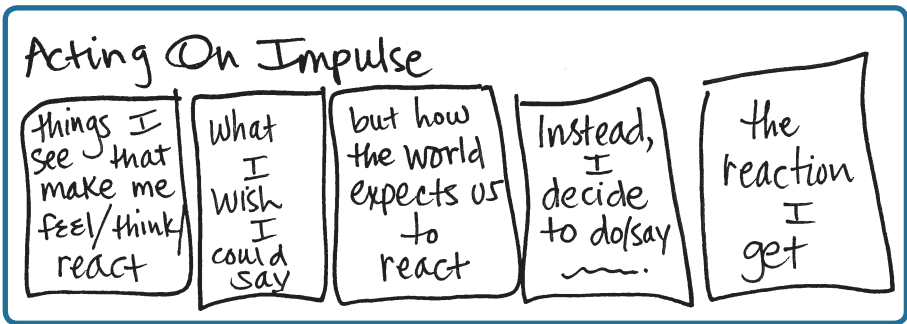 Acting On Impulse
things I
see that
make me
feel/think/
react
What
I
Wish
I
could
say
but how
the world
expects us
to
react
Instead,
I
decide
to do/say
the
reaction
I
get